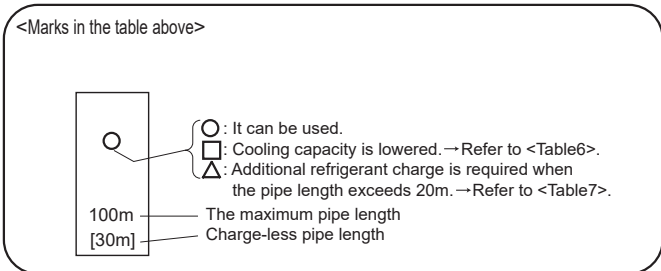 <Marks in the table above>
○: It can be used.
□: Cooling capacity is lowered.→Refer to <Table6>.
△: Additional refrigerant charge is required when
the pipe length exceeds 20m.→Refer to <Table7>.
100m The maximum pipe length
[30m] Charge-less pipe length